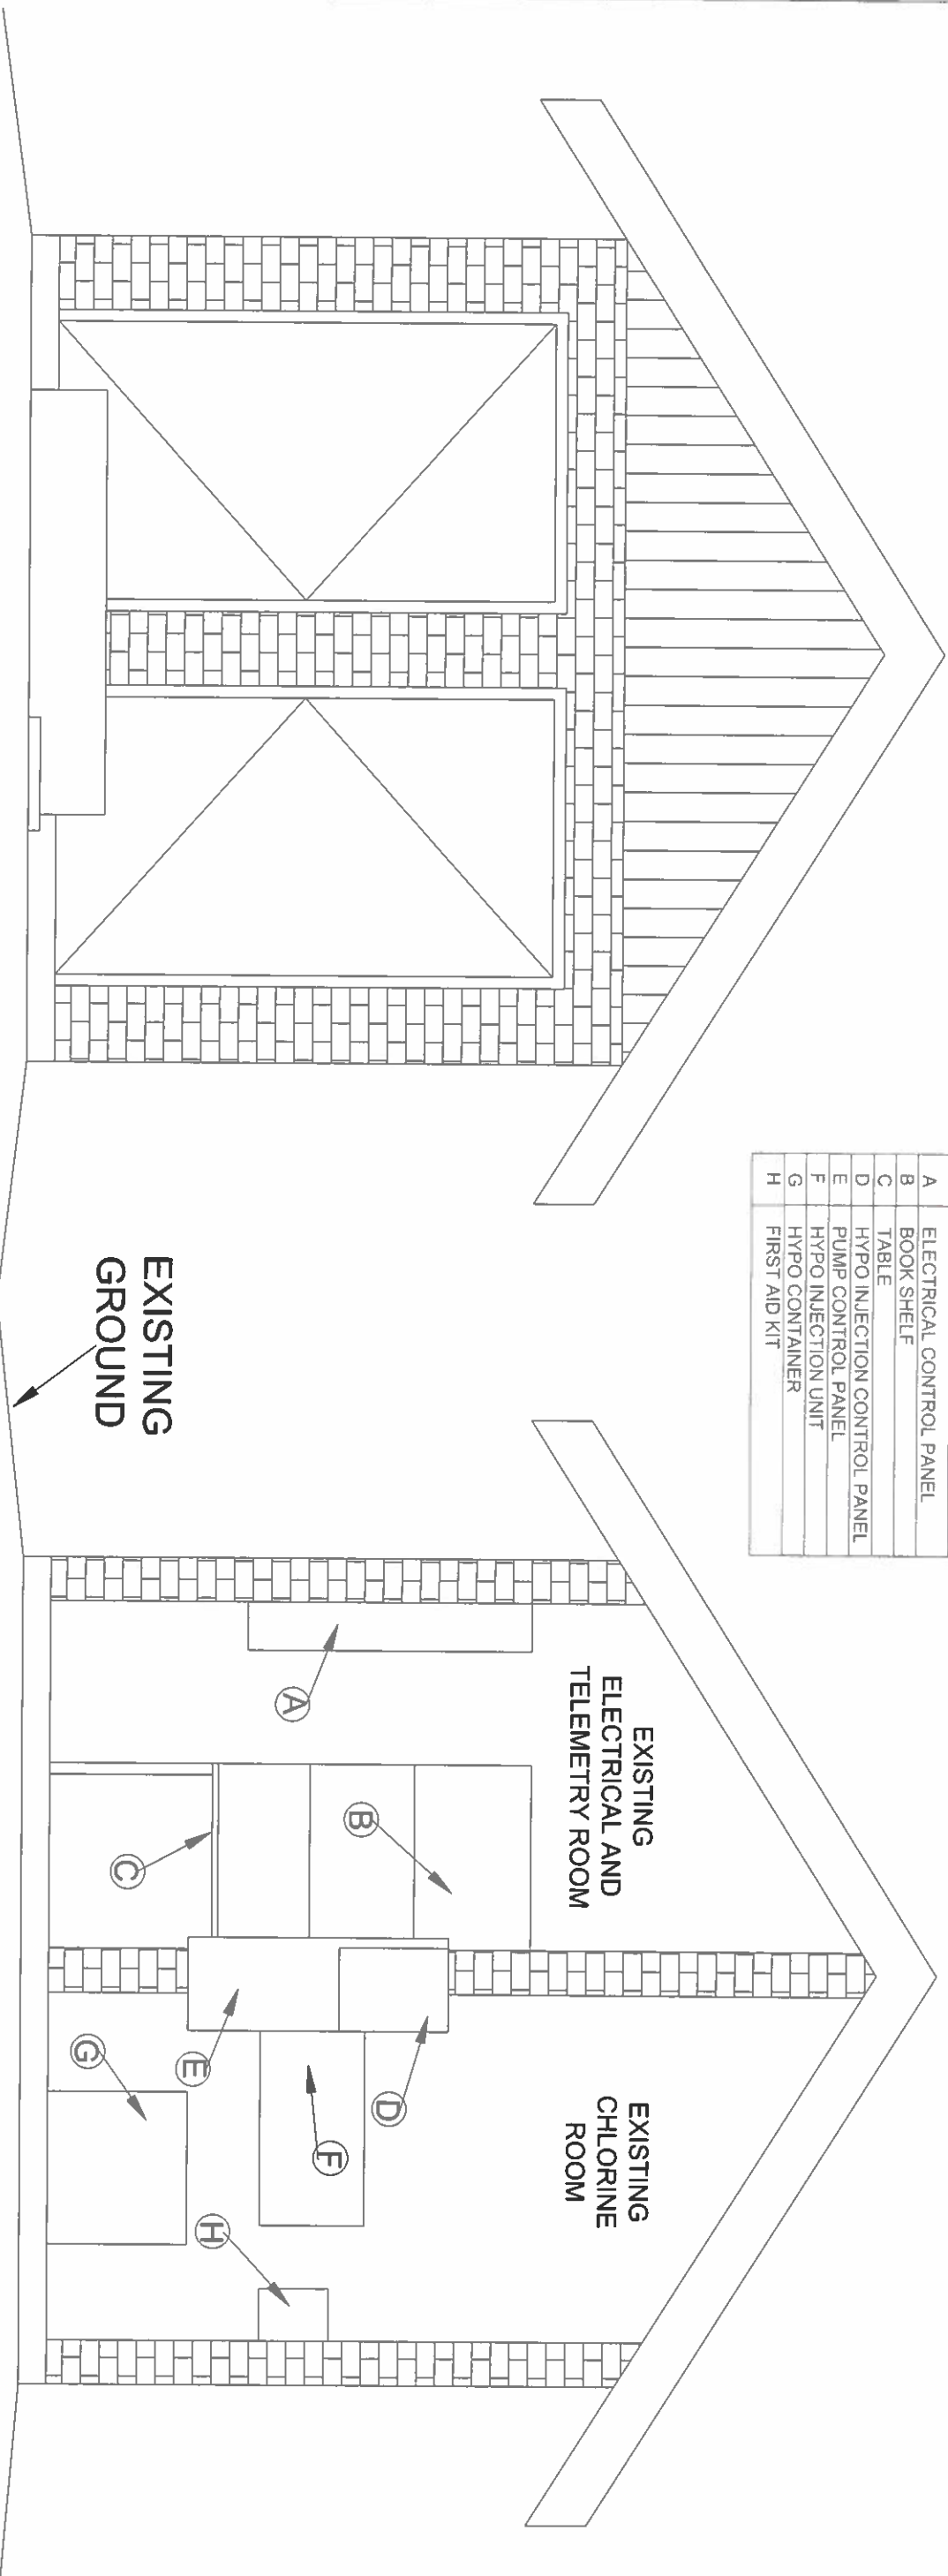 A ELECTRICAL CONTROL PANEL
B BOOK SHELF
C TABLE
D HYPO INJECTION CONTROL PANEL
E PUMP CONTROL PANEL
F HYPO INJECTION UNIT
G HYPO CONTAINER
H FIRST AID KIT
EXISTING
GROUND
EXISTING
ELECTRICAL AND
TELEMETRY ROOM
EXISTING
CHLORINE
ROOM
A
B
C
D
E
F
G
H